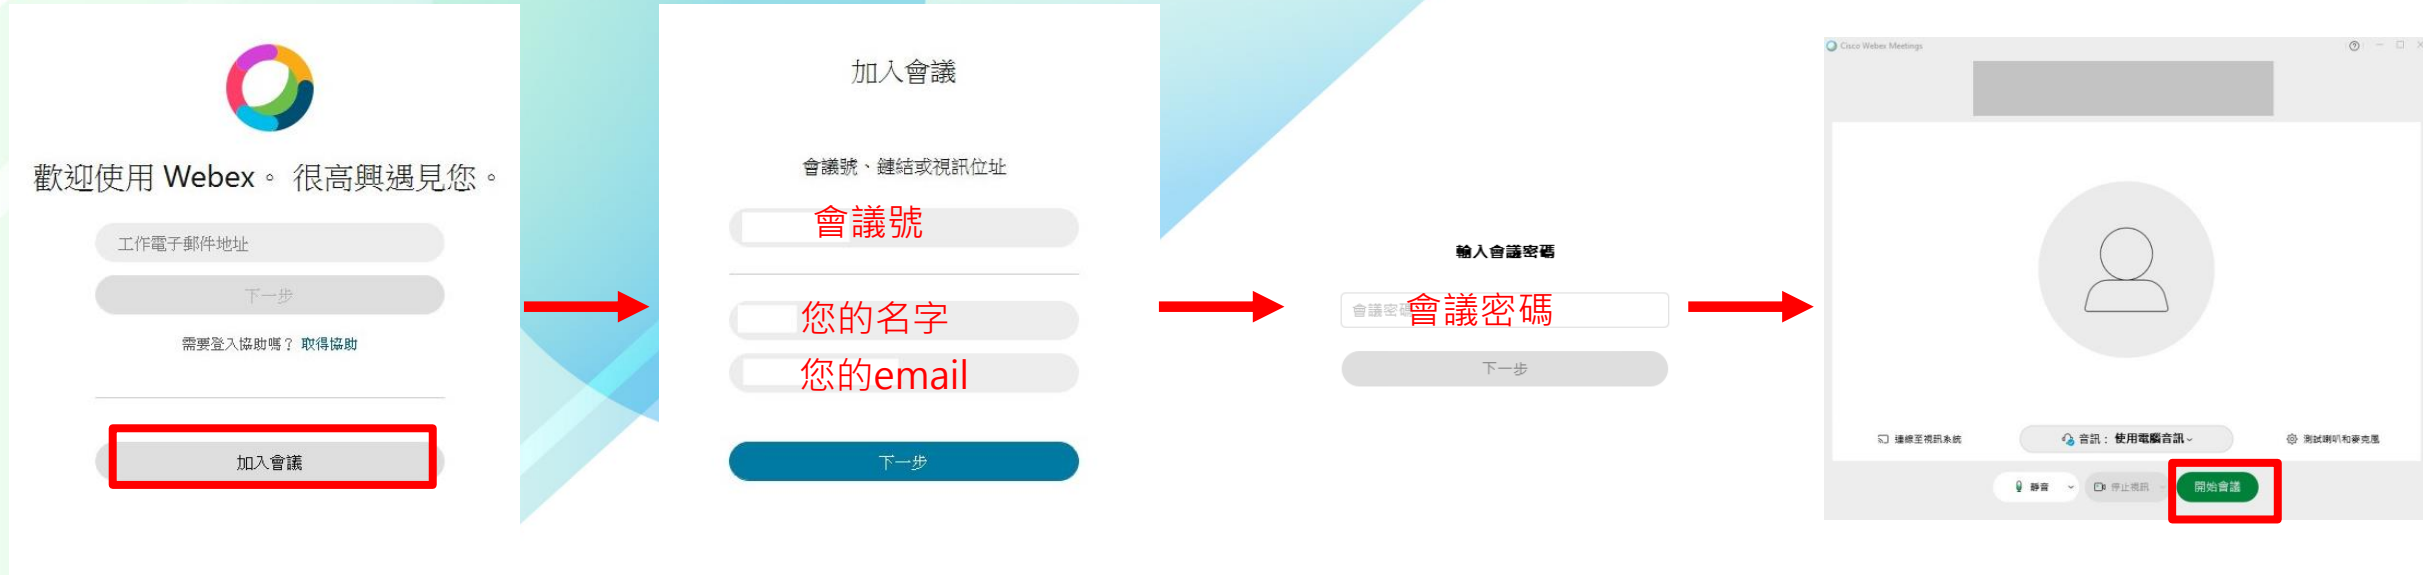 歡迎使用 Webex。 很高興遇見您。
工作電子郵件地址
下一步
需要登入協助嗎？ 取得協助
加入會議
加入會議
會議號、鏈結或視訊位址
會議號
您的名字
您的email
下一步
輸入會議密碼
會議密碼
會議密碼
下一步
Cisco Webex Meetings
連線至視訊系統
音訊：使用電腦音訊
測試喇叭和麥克風
靜音
停止視訊
開始會議